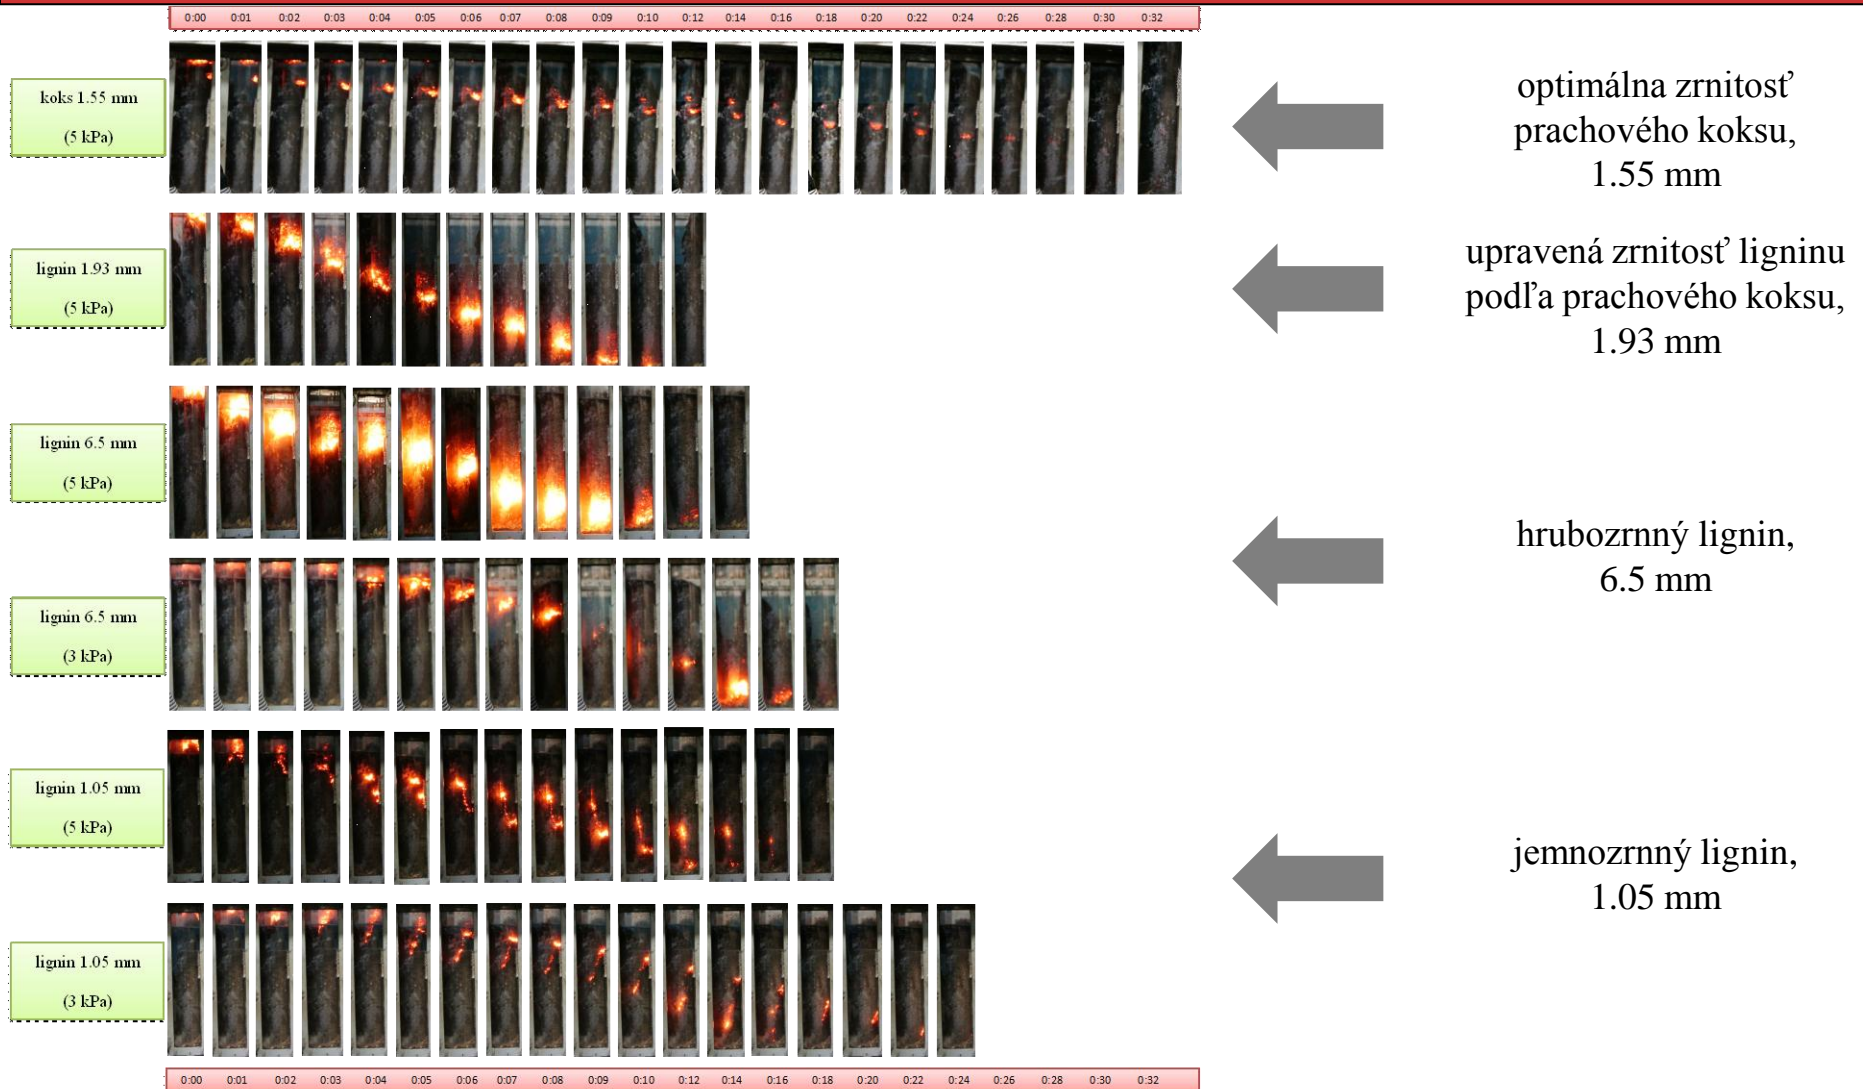 0:00 0:01 0:02 0:03 0:04 0:05 0:06 0:07 0:08 0:09 0:10 0:12 0:14 0:16 0:18 0:20 0:22 0:24 0:26 0:28 0:30 0:32
koks 1.55 mm
(5 kPa)
optimálna zrnitosť
prachového koksu,
1.55 mm
lignin 1.93 mm
(5 kPa)
upravená zrnitosť ligninu
podľa prachového koksu,
1.93 mm
lignin 6.5 mm
(5 kPa)
lignin 6.5 mm
(3 kPa)
hrubozrnný lignin,
6.5 mm
lignin 1.05 mm
(5 kPa)
lignin 1.05 mm
(3 kPa)
jemnozrnný lignin,
1.05 mm
0:00 0:01 0:02 0:03 0:04 0:05 0:06 0:07 0:08 0:09 0:10 0:12 0:14 0:16 0:18 0:20 0:22 0:24 0:26 0:28 0:30 0:32